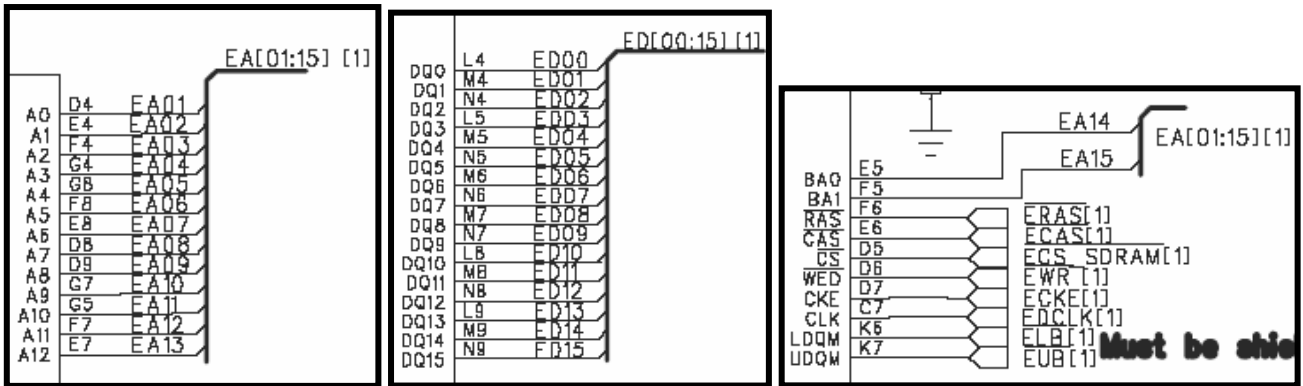 EA[01:15] [1]
A0 D4 EA01
A1 E4 EA02
A2 F4 EA03
A3 G4 EA04
A4 G8 EA05
A5 F8 EA06
A6 E8 EA07
A7 D8 EA08
A8 D9 EA09
A9 G7 EA10
A10 G5 EA11
A11 F7 EA12
A12 E7 EA13
ED[00:15] [1]
DQ0 L4 ED00
DQ1 M4 ED01
DQ2 N4 ED02
DQ3 L5 ED03
DQ4 M5 ED04
DQ5 N5 ED05
DQ6 M6 ED06
DQ7 N6 ED07
DQ8 M7 ED08
DQ9 N7 ED09
DQ10 L8 ED10
DQ11 M8 ED11
DQ12 N8 ED12
DQ13 L9 ED13
DQ14 M9 ED14
DQ15 N9 ED15
EA14
EA[01:15][1]
EA15
BA0 E5
BA1 F5
RAS F6 ERAS[1]
CAS E6 ECAS[1]
CS D5 ECS_SDRAM[1]
WED D6 EWR [1]
CKE D7 ECKE[1]
CLK C7 EDCLK[1]
LDQM K6 ELB[1]
UDQM K7 EUB[1]
Must be shie